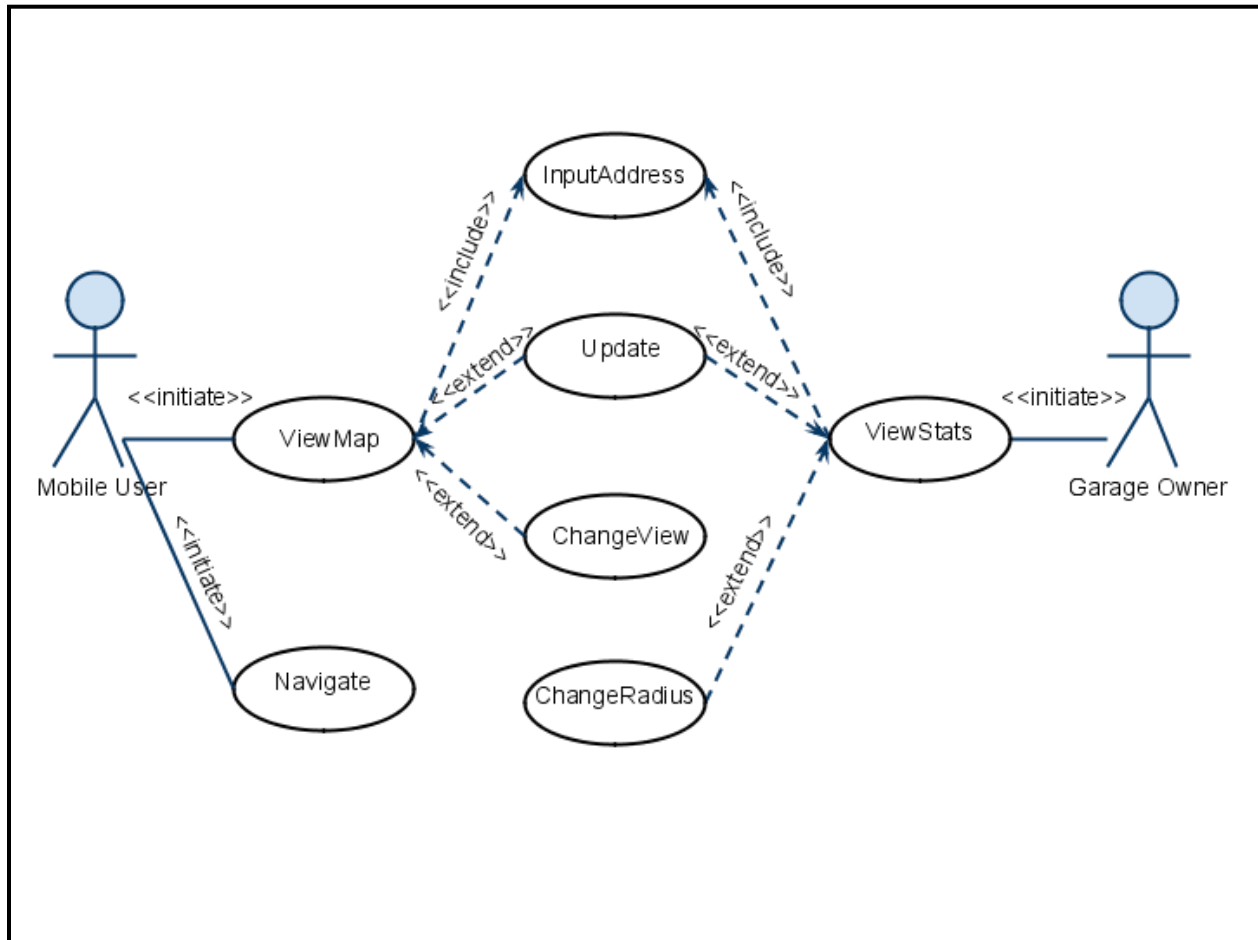 InputAddress
<<include>>
<<include>>
Update
<<extend>>
<<extend>>
<<initiate>>
ViewMap
Mobile User
<<initiate>>
ViewStats
Garage Owner
<<extend>>
ChangeView
<<initiate>>
<<extend>>
Navigate
ChangeRadius